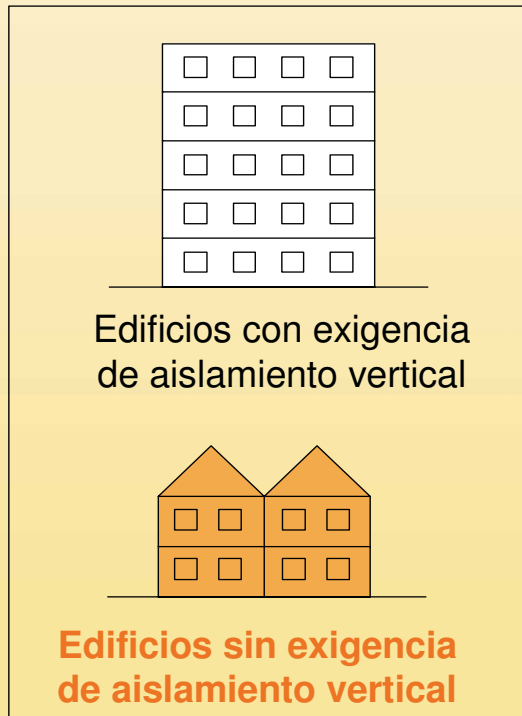 Edificios con exigencia
de aislamiento vertical
Edificios sin exigencia
de aislamiento vertical